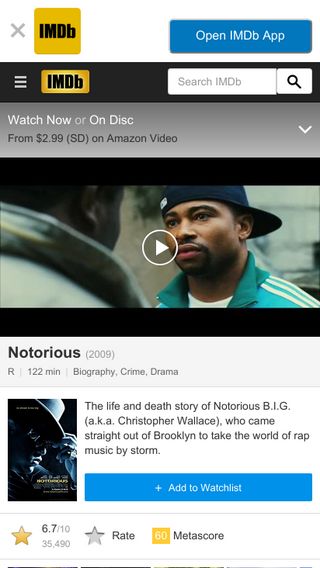 IMDb
Open IMDb App
IMDb
Search IMDb
Watch Now or On Disc
From $2.99 (SD) on Amazon Video
Notorious (2009)
R | 122 min | Biography, Crime, Drama
The life and death story of Notorious B.I.G.
(a.k.a. Christopher Wallace), who came
straight out of Brooklyn to take the world of rap
music by storm.
NOTORIOUS
+ Add to Watchlist
6.7/10
35,490
Rate
60 Metascore